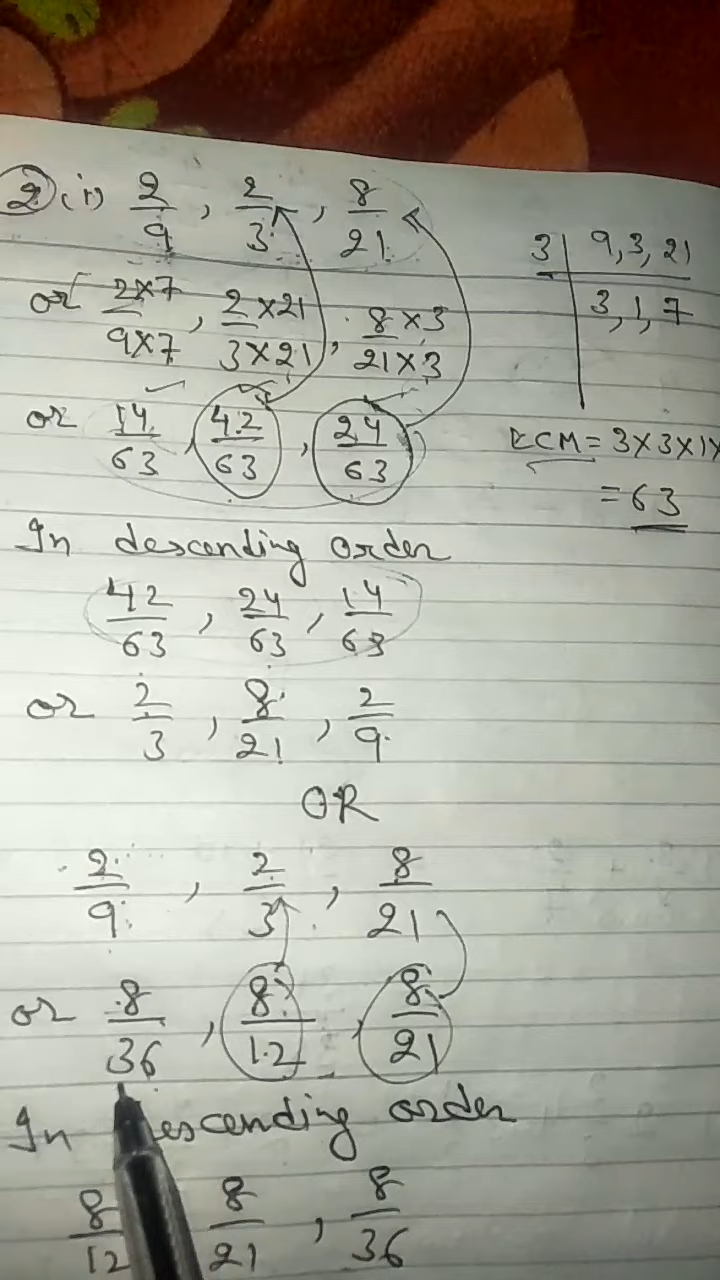 2. (i) 2/9, 2/3, 8/21
3 | 9, 3, 21
3, 1, 7
or 2×7/9×7, 2×21/3×21, 8×3/21×3
or 14/63, 42/63, 24/63
LCM = 3×3×1×
= 63
In descending order
42/63, 24/63, 14/63
or 2/3, 8/21, 2/9
OR
2/9, 2/3, 8/21
or 8/36, 8/12, 8/21
In descending order
8/12 8/21, 8/36